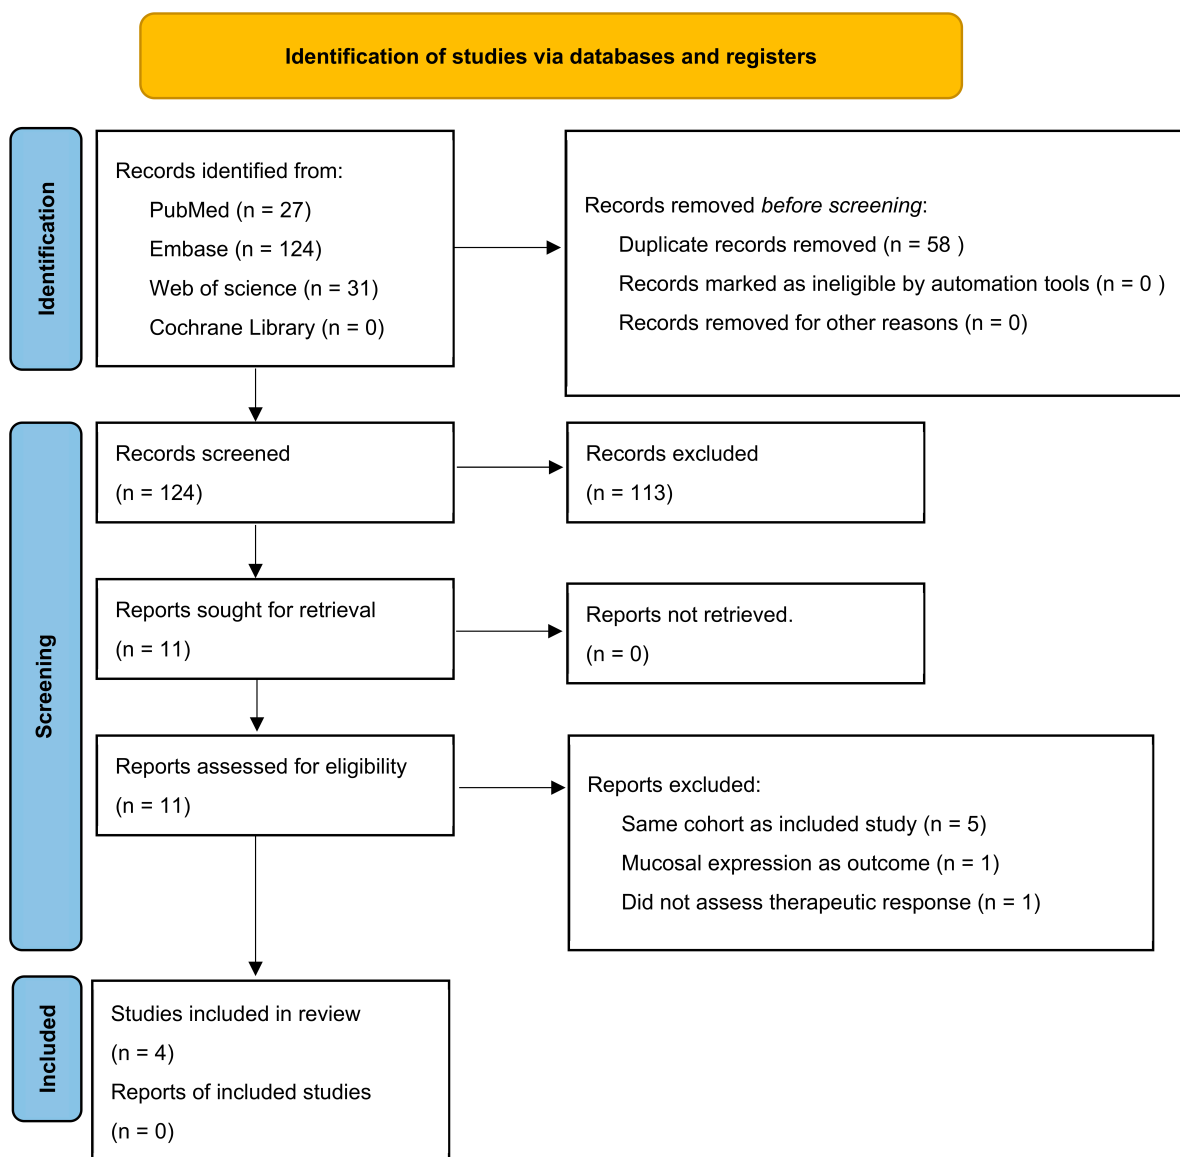 Identification of studies via databases and registers
Identification
Records identified from:
PubMed (n = 27)
Embase (n = 124)
Web of science (n = 31)
Cochrane Library (n = 0)
Records removed before screening:
Duplicate records removed (n = 58 )
Records marked as ineligible by automation tools (n = 0 )
Records removed for other reasons (n = 0)
Screening
Records screened
(n = 124)
Records excluded
(n = 113)
Reports sought for retrieval
(n = 11)
Reports not retrieved.
(n = 0)
Reports assessed for eligibility
(n = 11)
Reports excluded:
Same cohort as included study (n = 5)
Mucosal expression as outcome (n = 1)
Did not assess therapeutic response (n = 1)
Included
Studies included in review
(n = 4)
Reports of included studies
(n = 0)